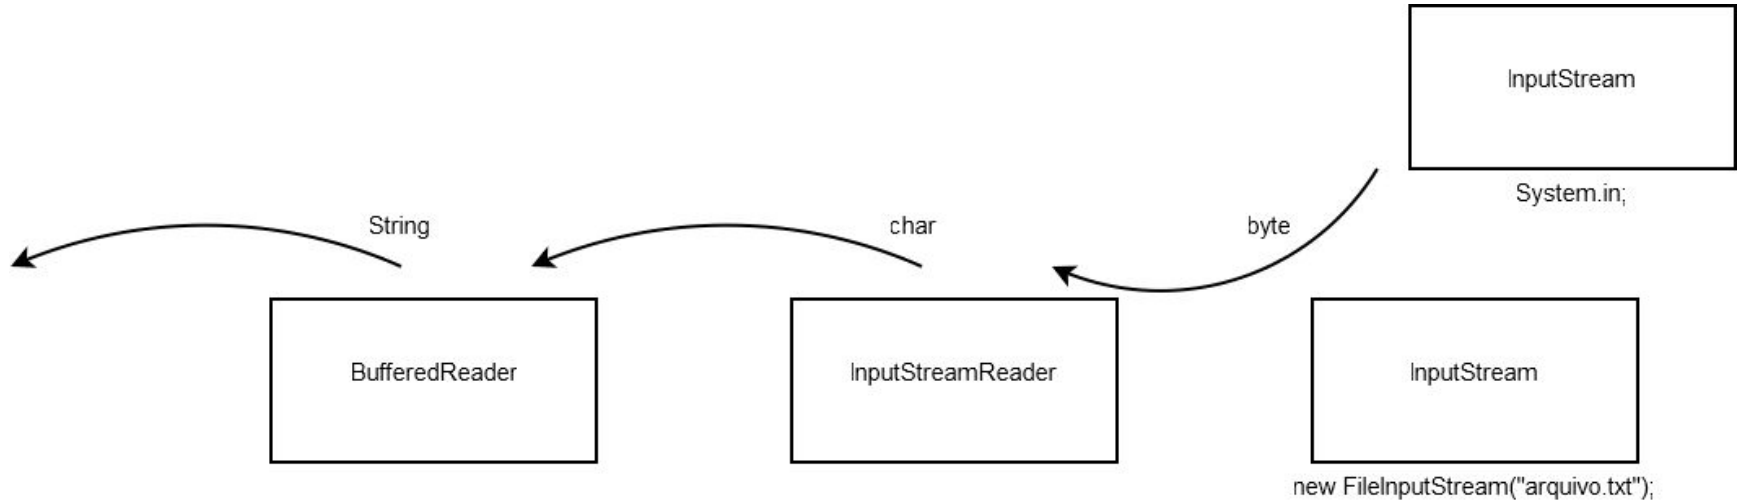 InputStream
System.in;
String
char
byte
BufferedReader
InputStreamReader
InputStream
new FileInputStream("arquivo.txt");